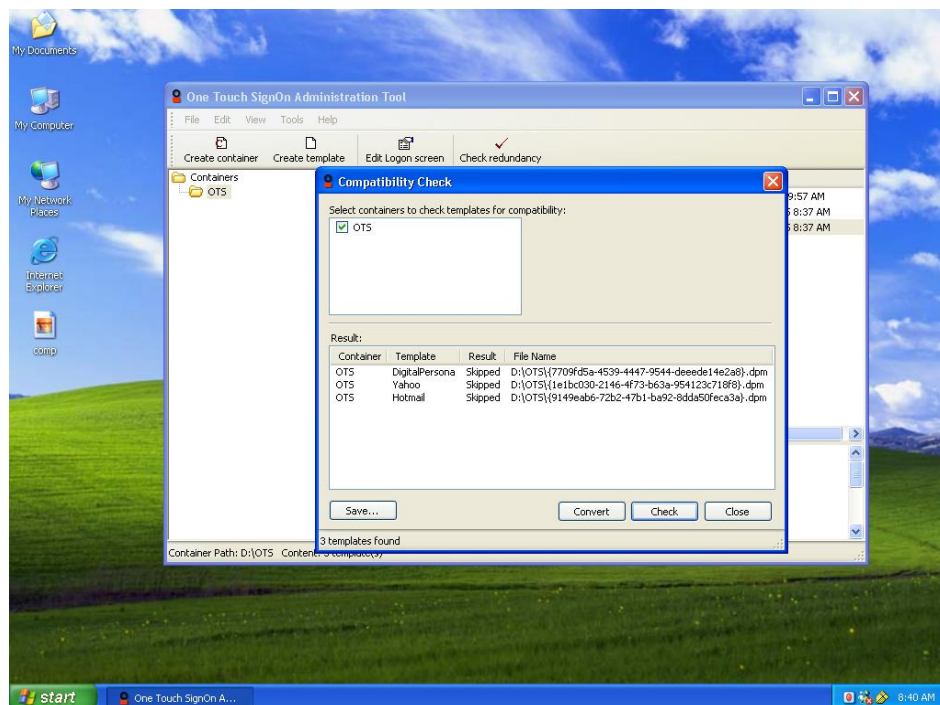 My Documents
My Computer
My Network
Places
Internet
Explorer
comp
One Touch SignOn Administration Tool
File Edit View Tools Help
Create container Create template Edit Logon screen Check redundancy
Containers
OTS
9:57 AM
8:37 AM
8:37 AM
Compatibility Check
Select containers to check templates for compatibility:
OTS
Result:
Container Template Result File Name
OTS DigitalPersona Skipped D:\OTS\{7709fd5a-4539-4447-9544-deeede14e2a8}.dpm
OTS Yahoo Skipped D:\OTS\{1e1bc030-2146-4f73-b63a-954123c718f8}.dpm
OTS Hotmail Skipped D:\OTS\{9149eab6-72b2-47b1-ba92-8dda50feca3a}.dpm
Save... Convert Check Close
3 templates found
Container Path: D:\OTS Content: 3 template(s)
start One Touch SignOn A... 8:40 AM